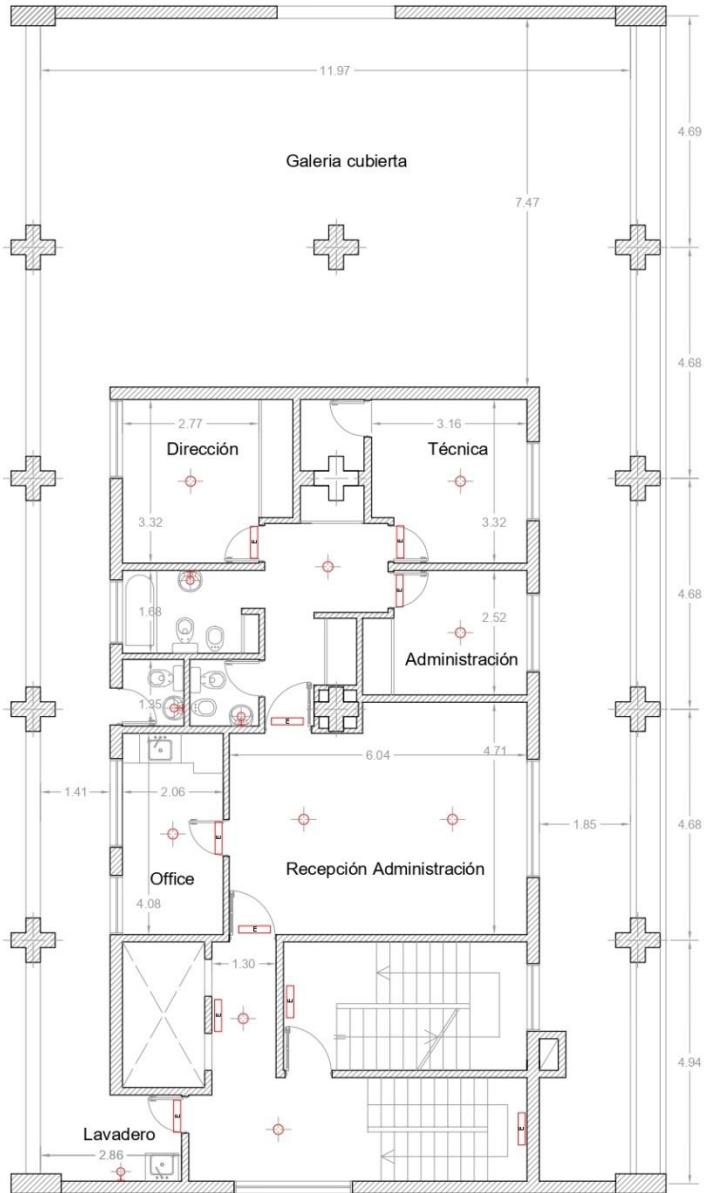 11.97
4.69
Galeria cubierta
7.47
4.68
2.77
3.16
Dirección
Técnica
3.32
3.32
E
E
4.68
E
1.68
2.52
Administración
1.35
E
6.04
4.71
1.41
2.06
1.85
4.68
E
Office
Recepción Administración
4.08
E
1.30
E
E
4.94
E
E
Lavadero
2.86